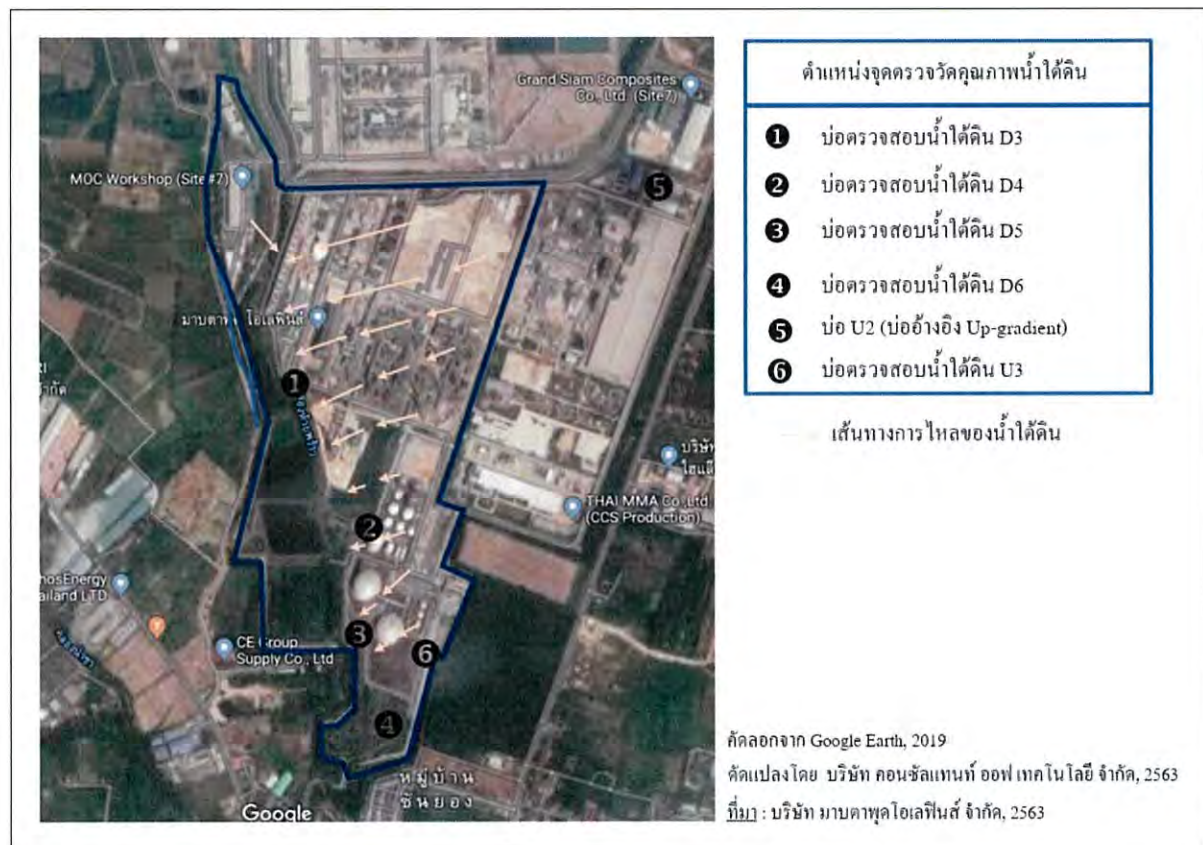 Grand Siam Composites
Co., Ltd. (Site7)
MOC Workshop (Site#7)
THAI MMA Co.,Ltd.
(CCS Production)
บริษัท
CE Group
Supply Co., Ltd
หมู่บ้าน
ชันยอง
Google
1
2
3
4
5
6
ตำแหน่งจุดตรวจวัดคุณภาพน้ำใต้ดิน
1 บ่อตรวจสอบน้ำใต้ดิน D3
2 บ่อตรวจสอบน้ำใต้ดิน D4
3 บ่อตรวจสอบน้ำใต้ดิน D5
4 บ่อตรวจสอบน้ำใต้ดิน D6
5 บ่อ U2 (บ่ออ้างอิง Up-gradient)
6 บ่อตรวจสอบน้ำใต้ดิน U3
เส้นทางการไหลของน้ำใต้ดิน
คัดลอกจาก Google Earth, 2019
ดัดแปลงโดย บริษัท คอนซัลแทนท์ ออฟ เทคโนโลยี จำกัด, 2563
ที่มา : บริษัท มาบตาพุดโอเลฟินส์ จำกัด, 2563